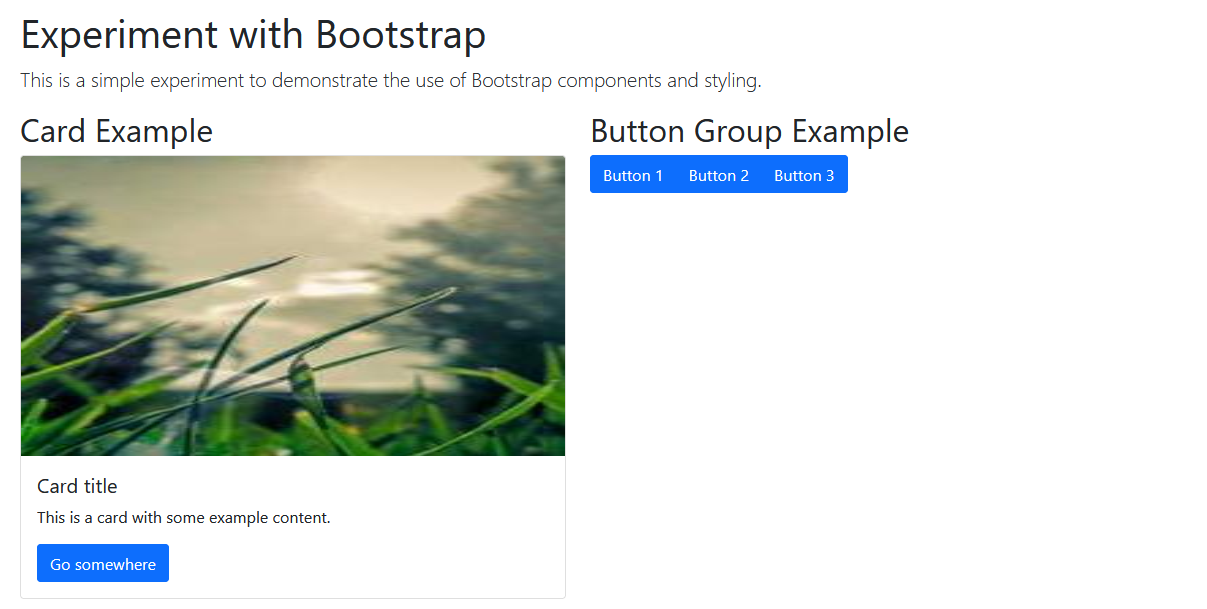 Experiment with Bootstrap
This is a simple experiment to demonstrate the use of Bootstrap components and styling.
Card Example
Card title
This is a card with some example content.
Go somewhere
Button Group Example
Button 1 Button 2 Button 3